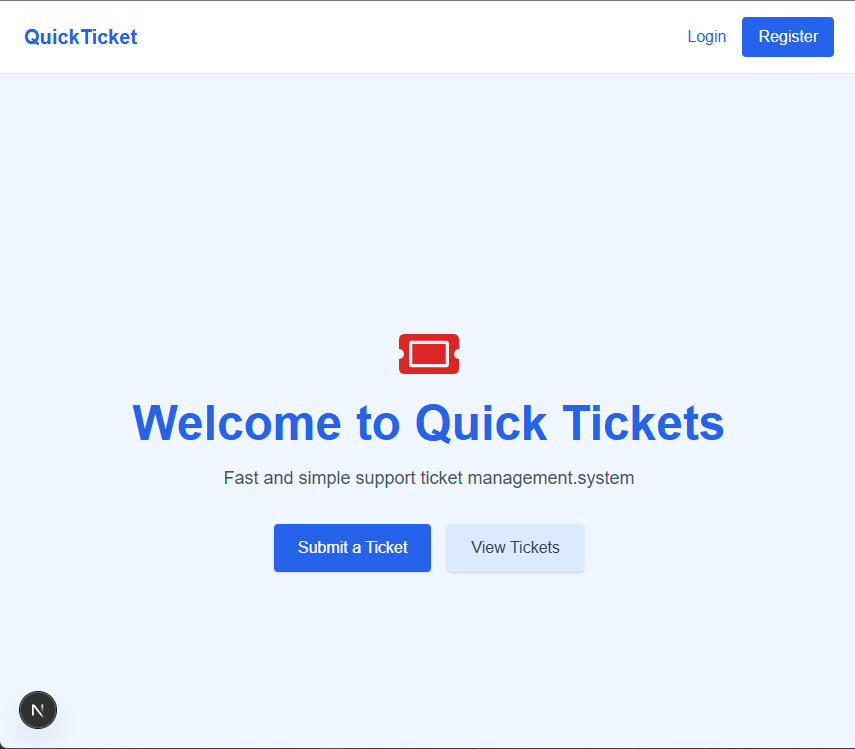 QuickTicket
Login
Register
Welcome to Quick Tickets
Fast and simple support ticket management.system
Submit a Ticket
View Tickets
N